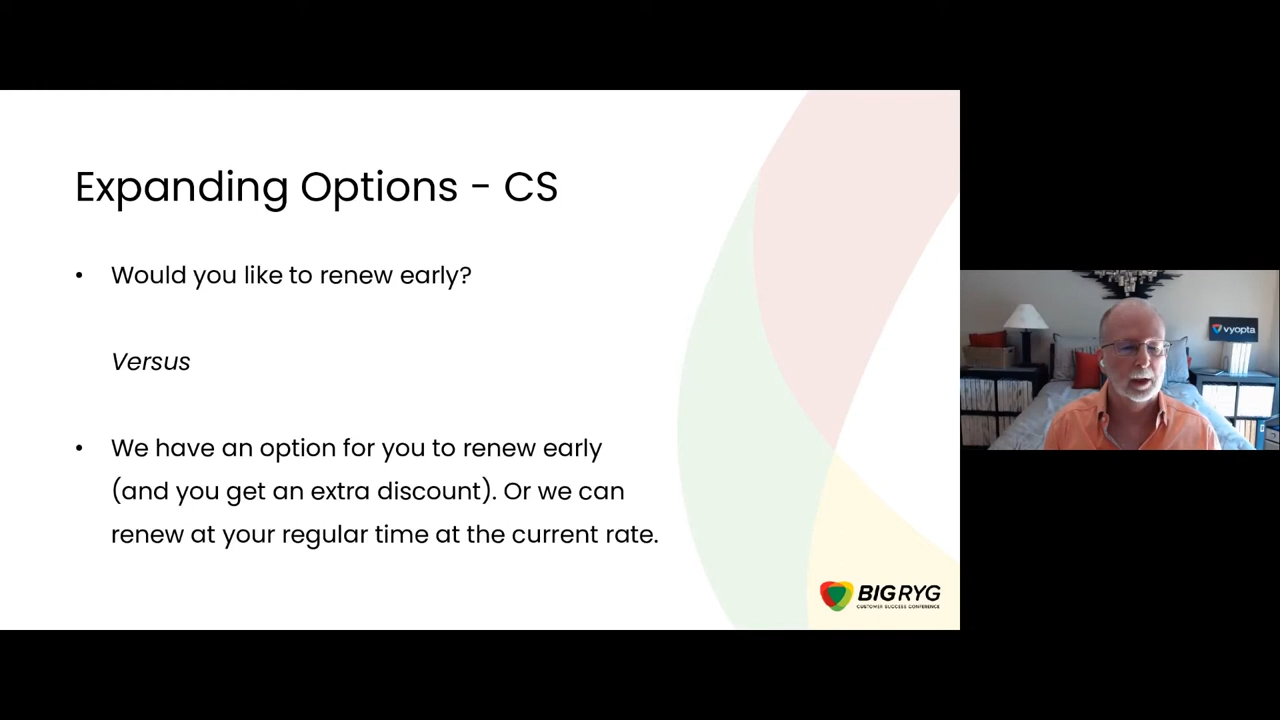 Expanding Options - CS
• Would you like to renew early?
Versus
• We have an option for you to renew early
(and you get an extra discount). Or we can
renew at your regular time at the current rate.
BIGRYG
CUSTOMER SUCCESS CONFERENCE
vyopta